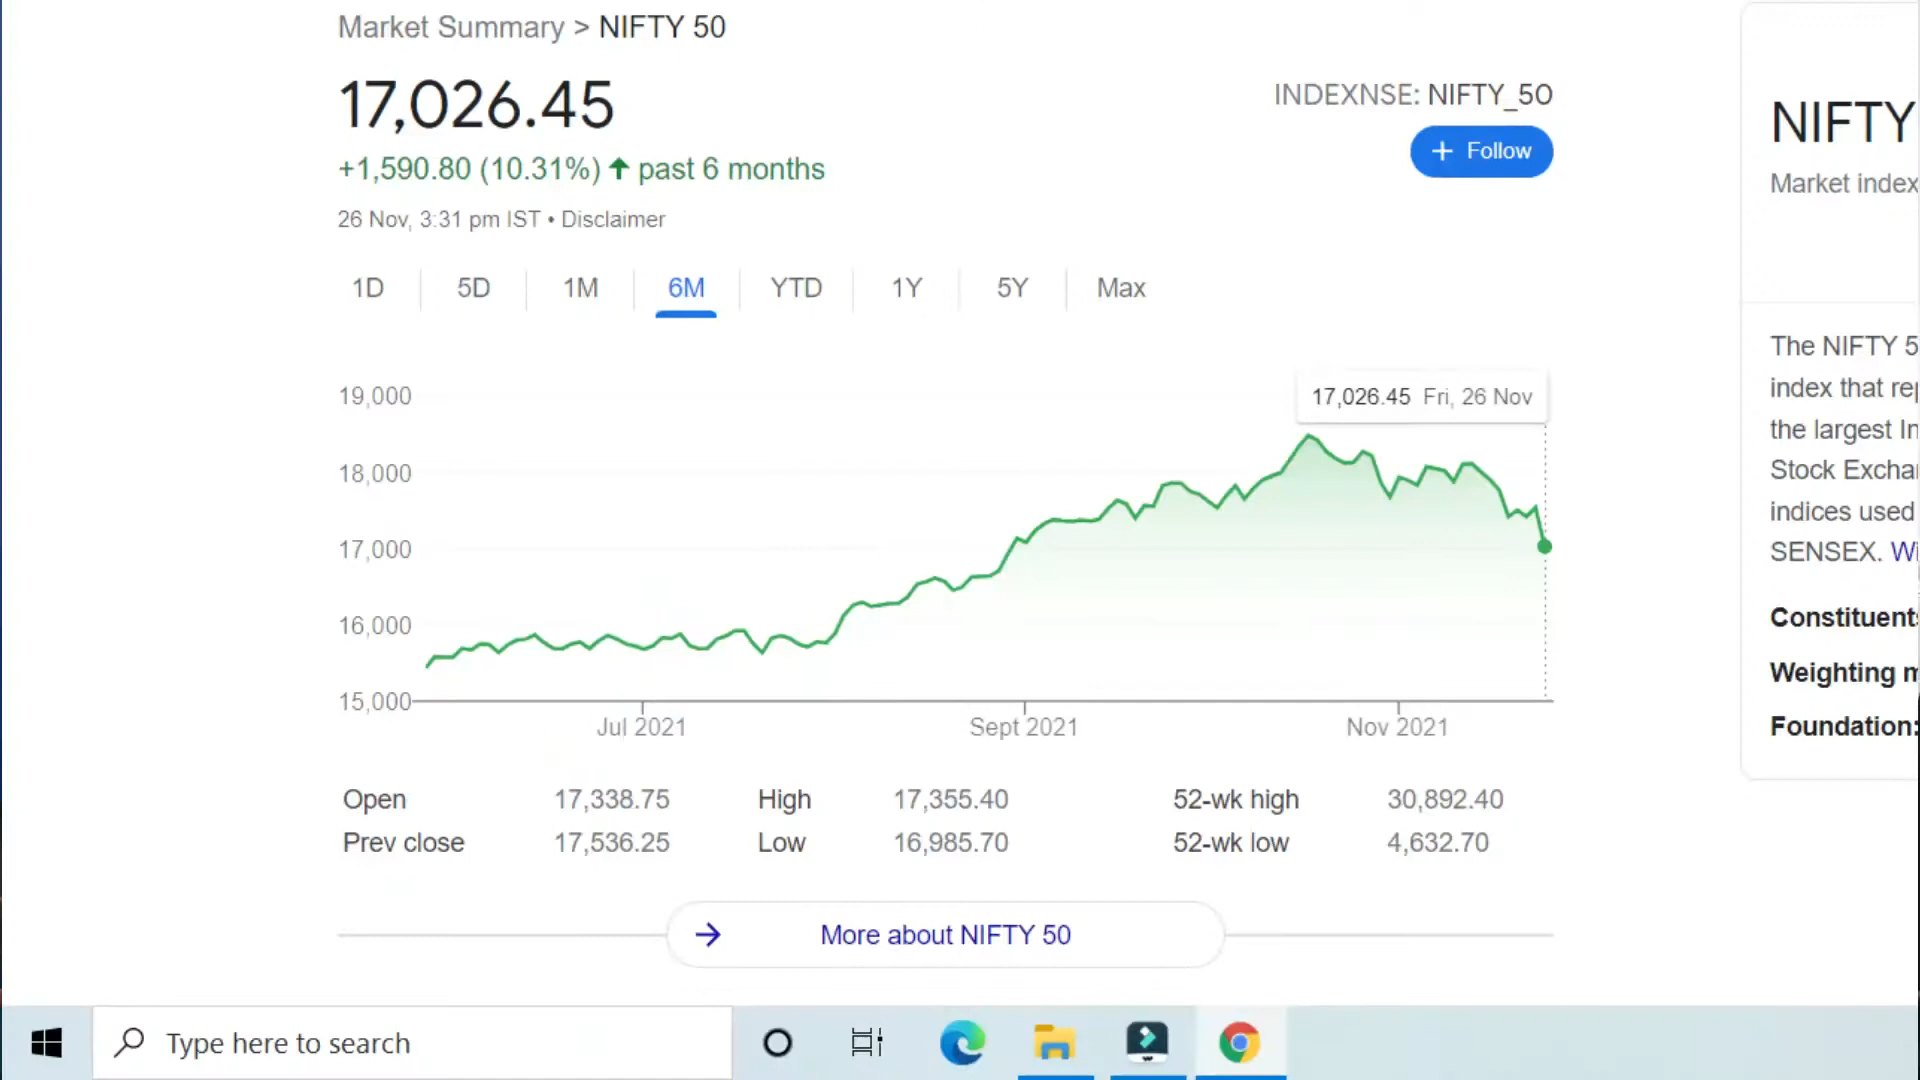 Market Summary > NIFTY 50
17,026.45
+1,590.80 (10.31%) ↑ past 6 months
26 Nov, 3:31 pm IST • Disclaimer
INDEXNSE: NIFTY_50
+ Follow
1D 5D 1M 6M YTD 1Y 5Y Max
17,026.45 Fri, 26 Nov
19,000
18,000
17,000
16,000
15,000
Jul 2021 Sept 2021 Nov 2021
Open 17,338.75 High 17,355.40 52-wk high 30,892.40
Prev close 17,536.25 Low 16,985.70 52-wk low 4,632.70
→ More about NIFTY 50
NIFTY
Market index
The NIFTY 5
index that rep
the largest In
Stock Exchan
indices used
SENSEX. Wi
Constituents
Weighting m
Foundation:
Type here to search